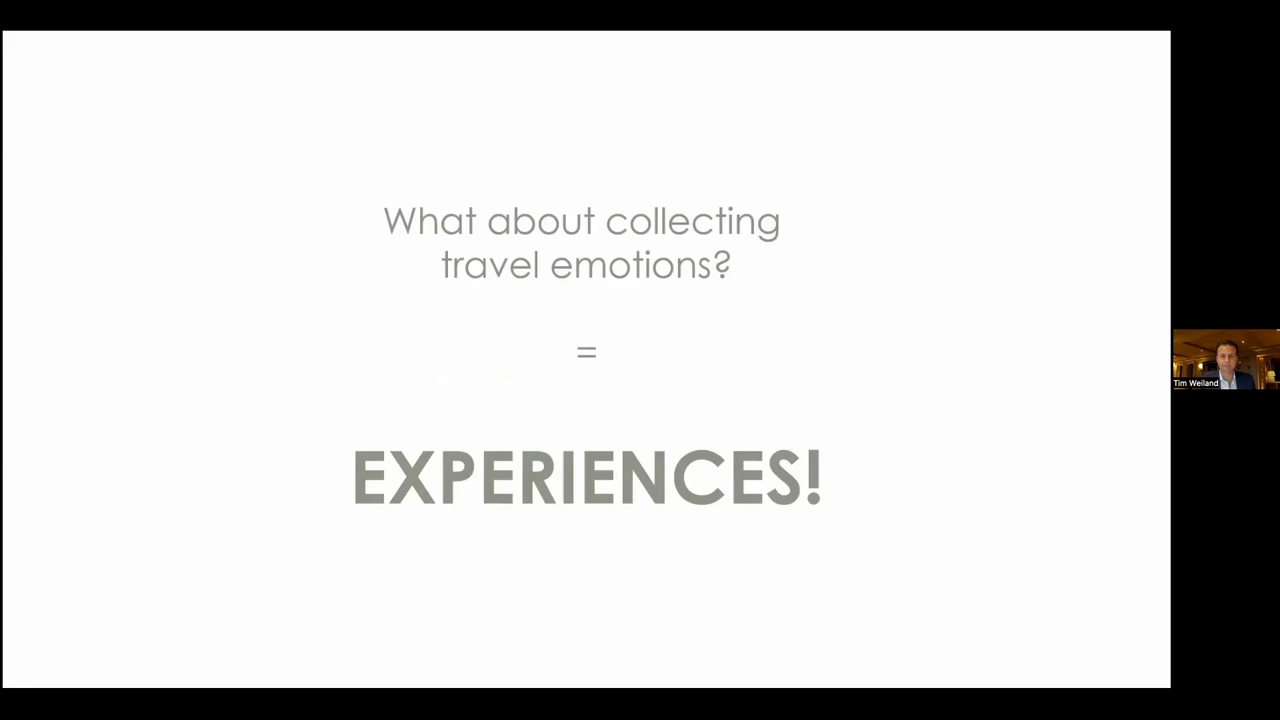 What about collecting
travel emotions?
=
EXPERIENCES!
Tim Weiland